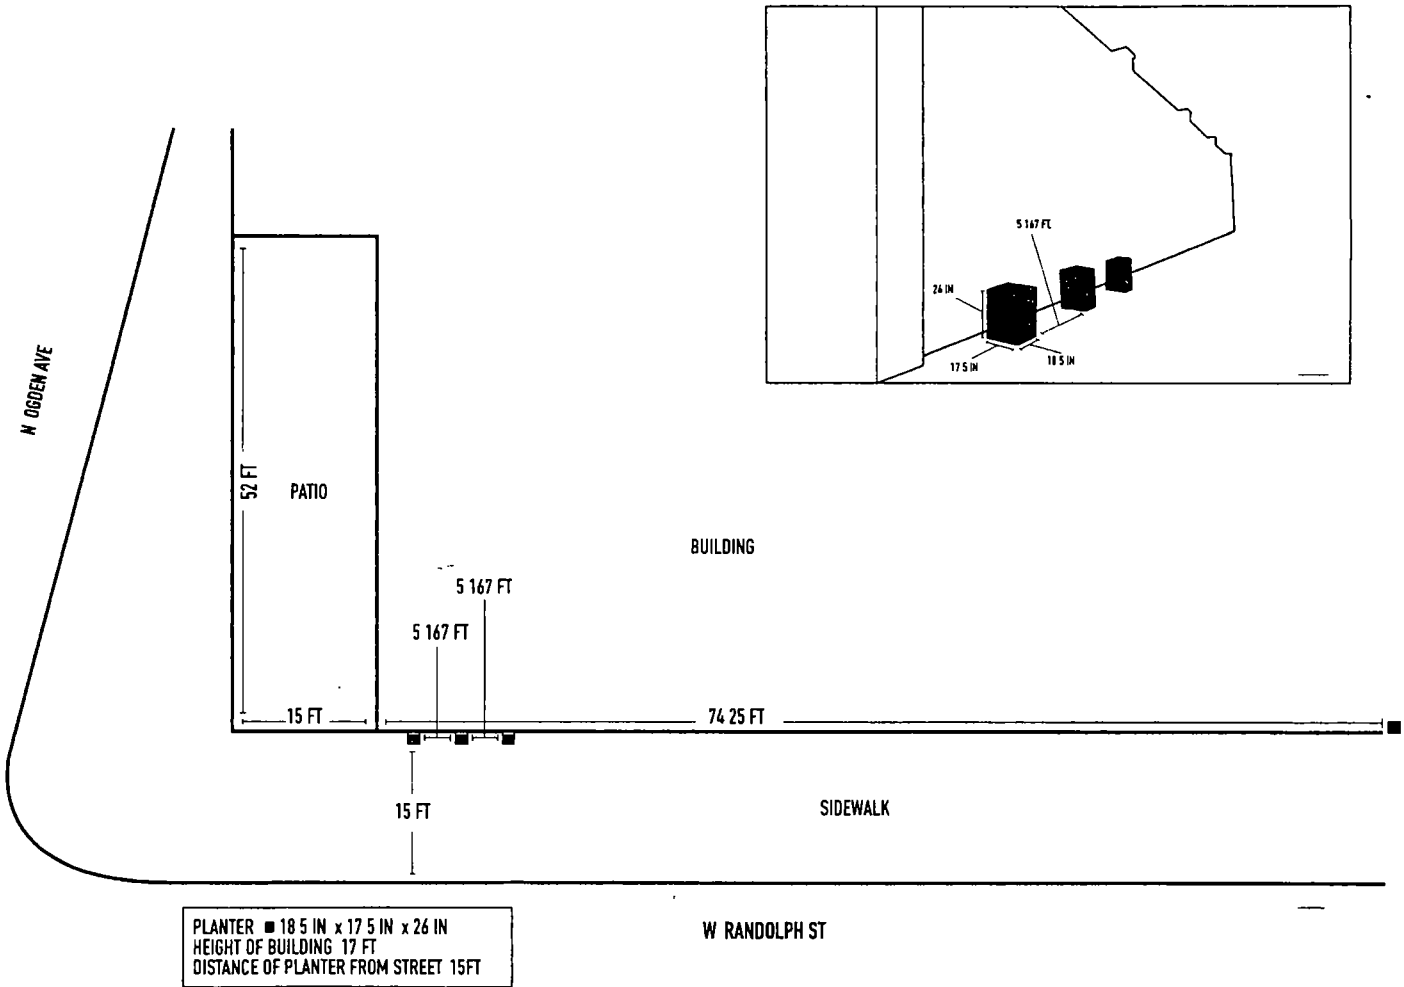 5 167 FT
26 IN
17 5 IN
18 5 IN
N OGDEN AVE
52 FT
PATIO
BUILDING
5 167 FT
5 167 FT
15 FT
74 25 FT
15 FT
SIDEWALK
PLANTER ■ 18 5 IN x 17 5 IN x 26 IN
HEIGHT OF BUILDING 17 FT
DISTANCE OF PLANTER FROM STREET 15FT
W RANDOLPH ST